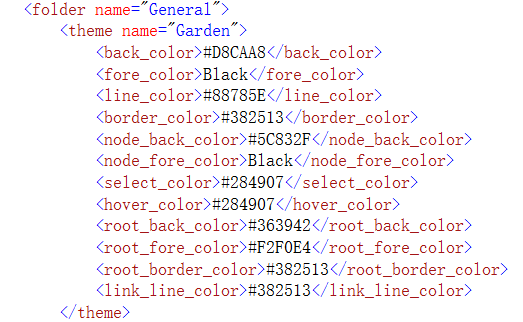 <folder name="General">
<theme name="Garden">
<back_color>#D8CAA8</back_color>
<fore_color>Black</fore_color>
<line_color>#88785E</line_color>
<border_color>#382513</border_color>
<node_back_color>#5C832F</node_back_color>
<node_fore_color>Black</node_fore_color>
<select_color>#284907</select_color>
<hover_color>#284907</hover_color>
<root_back_color>#363942</root_back_color>
<root_fore_color>#F2F0E4</root_fore_color>
<root_border_color>#382513</root_border_color>
<link_line_color>#382513</link_line_color>
</theme>